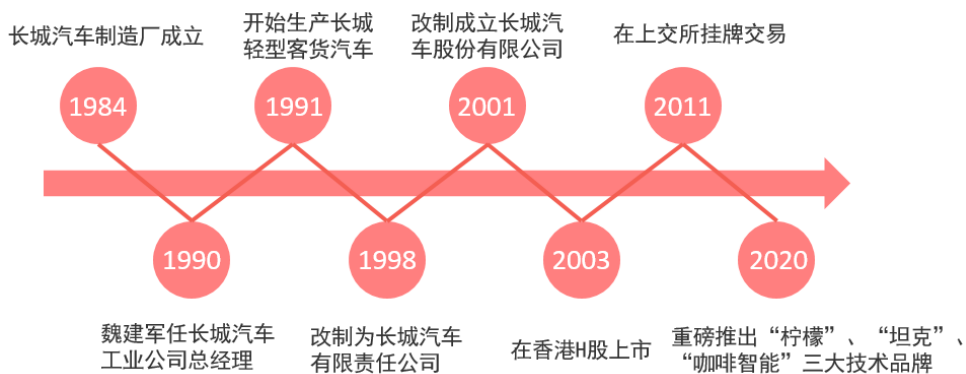 长城汽车制造厂成立
开始生产长城
轻型客货汽车
改制成立长城汽
车股份有限公司
在上交所挂牌交易
1984
1991
2001
2011
1990
1998
2003
2020
魏建军任长城汽车
工业公司总经理
改制为长城汽车
有限责任公司
在香港H股上市
重磅推出“柠檬”、“坦克”、
“咖啡智能”三大技术品牌